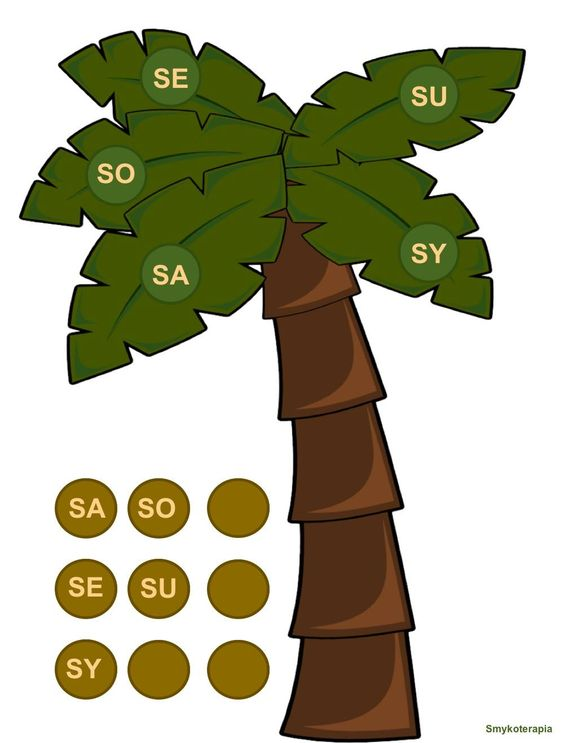 SE
SU
SO
SY
SA
SA SO
SE SU
SY
Smykoterapia